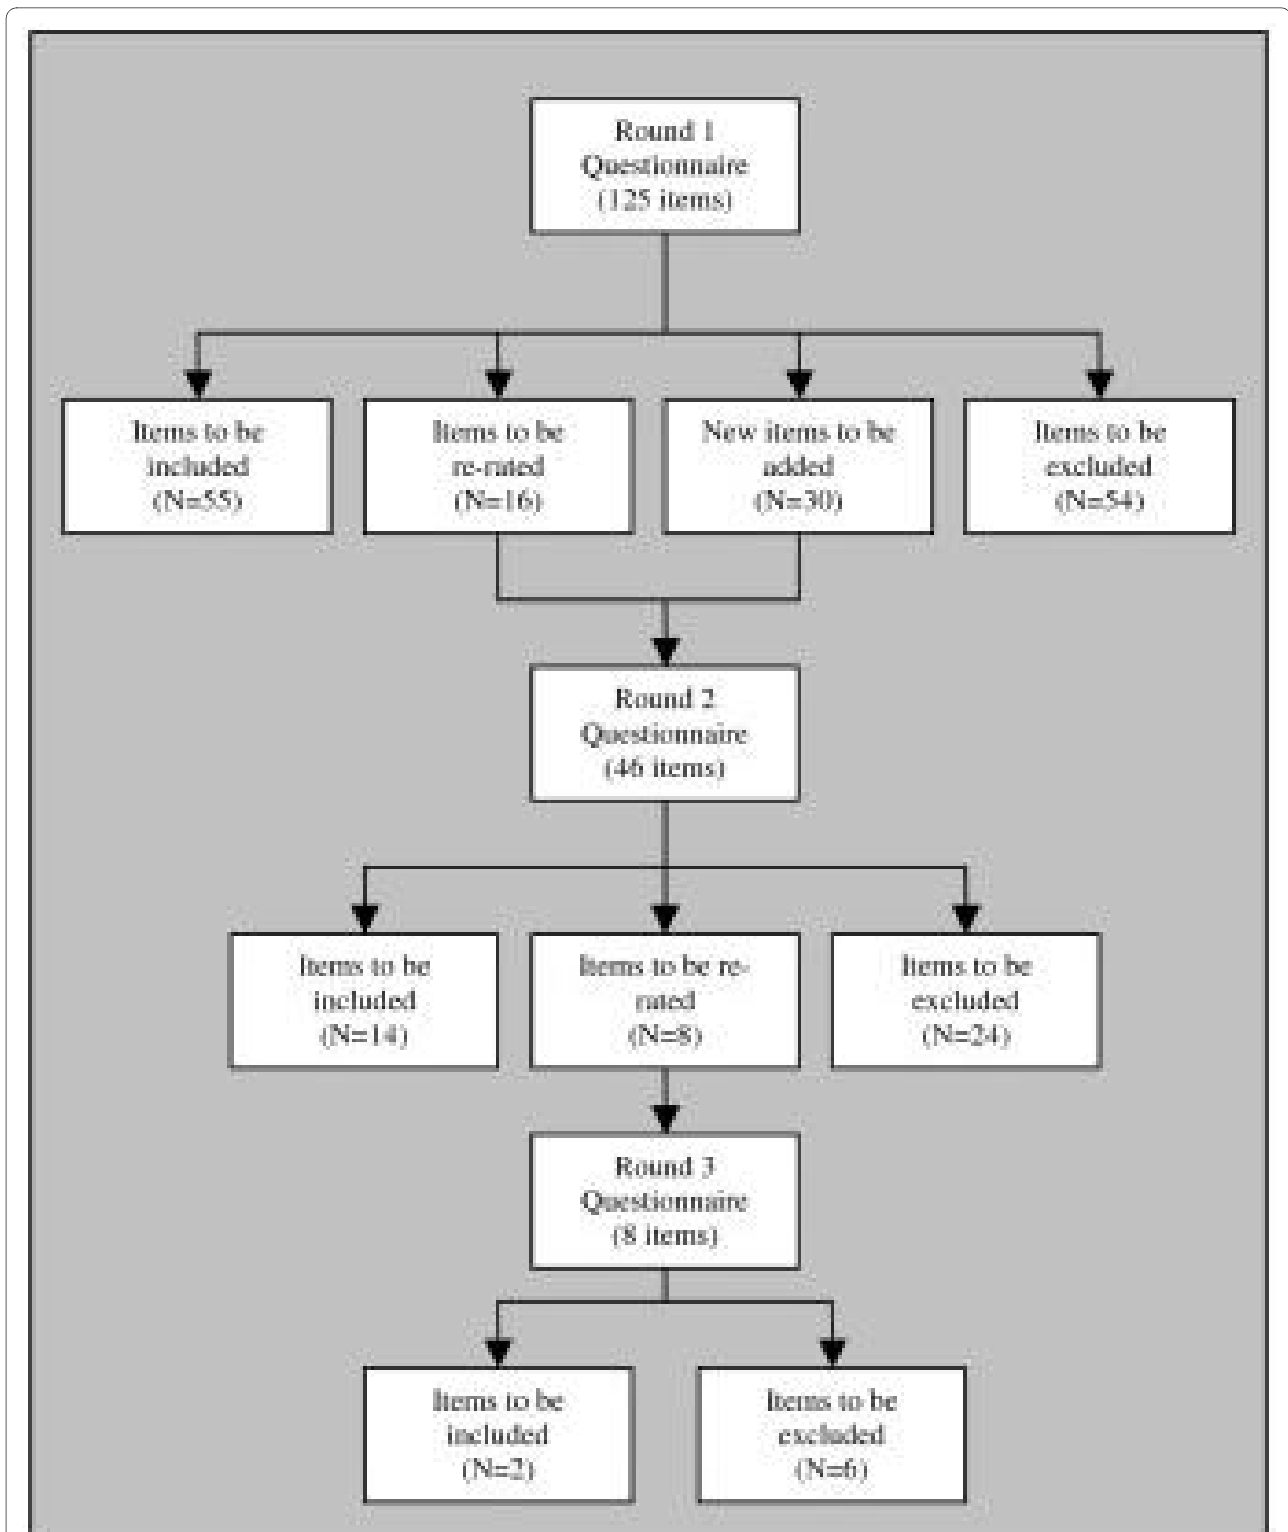 Round 1
Questionnaire
(125 items)
Items to be
included
(N=55)
Items to be
re-rated
(N=16)
New items to be
added
(N=30)
Items to be
excluded
(N=54)
Round 2
Questionnaire
(46 items)
Items to be
included
(N=14)
Items to be re-
rated
(N=8)
Items to be
excluded
(N=24)
Round 3
Questionnaire
(8 items)
Items to be
included
(N=2)
Items to be
excluded
(N=6)